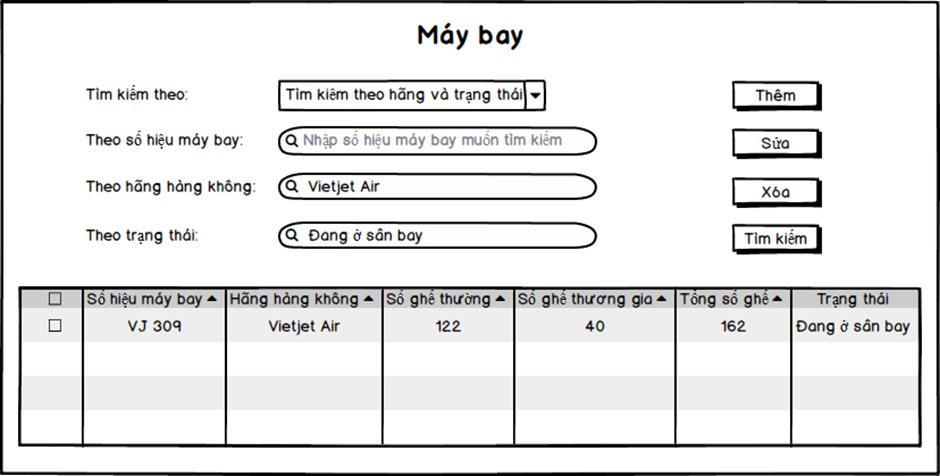 Máy bay
Tìm kiếm theo: Tìm kiếm theo hãng và trạng thái Thêm
Theo số hiệu máy bay: Nhập số hiệu máy bay muốn tìm kiếm Sửa
Theo hãng hàng không: Vietjet Air Xóa
Theo trạng thái: Đang ở sân bay Tìm kiếm
Số hiệu máy bay Hãng hàng không Số ghế thường Số ghế thương gia Tổng số ghế Trạng thái
VJ 309 Vietjet Air 122 40 162 Đang ở sân bay